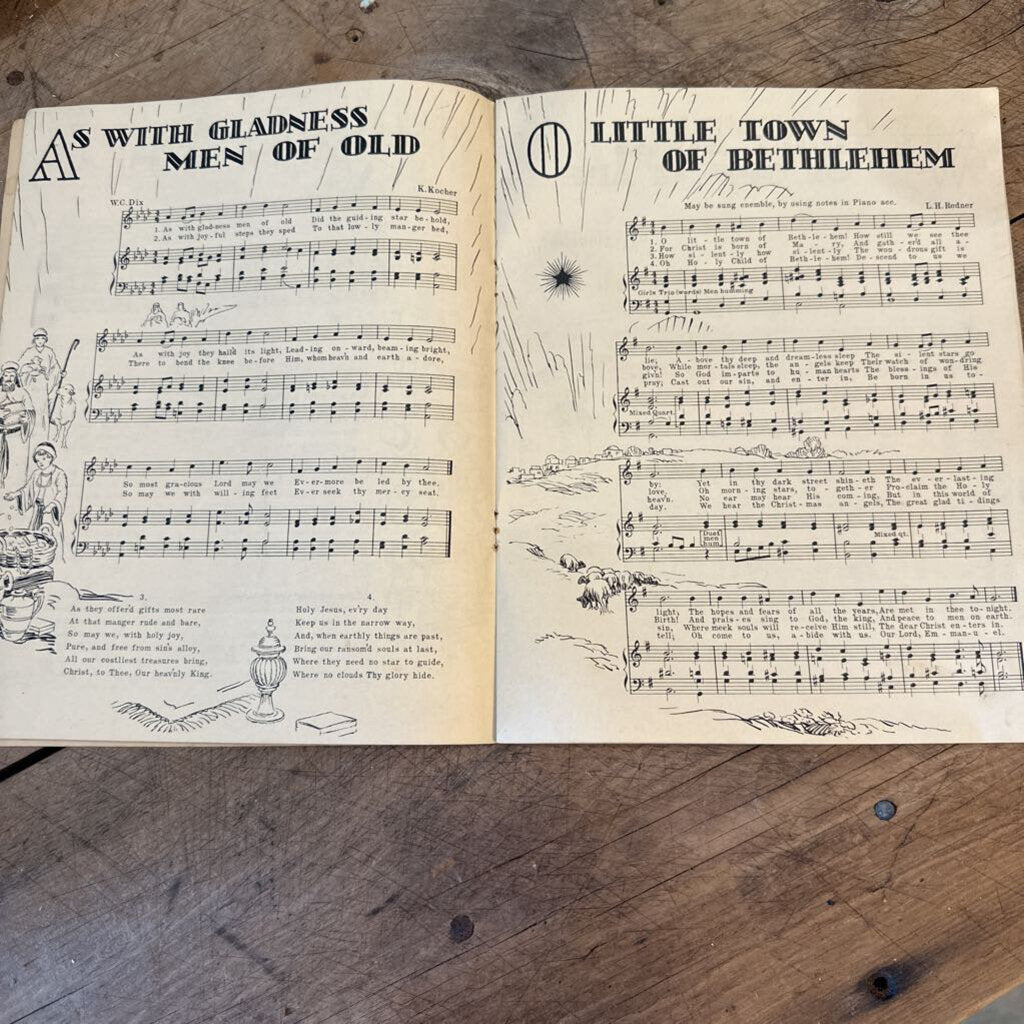 AS WITH GLADNESS
MEN OF OLD
K.Kocher
W.C.Dix
1. As with glad-ness men of old Did the guid-ing star be-hold,
2. As with joy-ful steps they sped To that low-ly man-ger bed,
As with joy they hail'd its light, Lead-ing on-ward, beam-ing bright,
There to bend the knee be-fore Him, whom heav'n and earth a-dore,
So most gra-cious Lord may we Ev-er-more be led by thee.
So may we with will-ing feet Ev-er seek thy mer-cy seat.
3.
As they offer'd gifts most rare
At that manger rude and bare,
So may we, with holy joy,
Pure, and free from sin's alloy,
All our costliest treasures bring,
Christ, to Thee, Our heav'nly King.
4.
Holy Jesus, ev'ry day
Keep us in the narrow way,
And, when earthly things are past,
Bring our ransom'd souls at last,
Where they need no star to guide,
Where no clouds Thy glory hide.
O LITTLE TOWN
OF BETHLEHEM
May be sung enemble, by using notes in Piano acc.
L.H. Redner
1. O lit-tle town of Beth-le-hem! How still we see thee
2. For Christ is born of Ma-ry, And gath-er'd all a-
3. How si-lent-ly how si-lent-ly The won-drous gift is
4. Oh Ho-ly Child of Beth-le-hem! De-scend to us we
Girls Trio (words) Men humming
lie, A-bove thy deep and dream-less sleep The si-lent stars go
bove, While mor-tals sleep, the an-gels keep Their watch of won-dring
giv'n! So God im-parts to hu-man hearts The bless-ings of His
pray; Cast out our sin, and en-ter in, Be born in us to-
Mixed Quart.
by: Yet in thy dark street shin-eth The ev-er-last-ing
love, Oh morn-ing stars, to-geth-er Pro-claim the Ho-ly
heav'n. No ear may hear His com-ing, But in this world of
day. We hear the Christ-mas an-gels, The great glad ti-dings
Duet
men
hum
Mixed qt.
light, The hopes and fears of all the years, Are met in thee to-night.
Birth! And prais-es sing to God, the king, And peace to men on earth.
sin, Where meek souls will re-ceive Him still, The dear Christ en-ters in.
tell; Oh come to us, a-bide with us. Our Lord, Em-man-u-el.